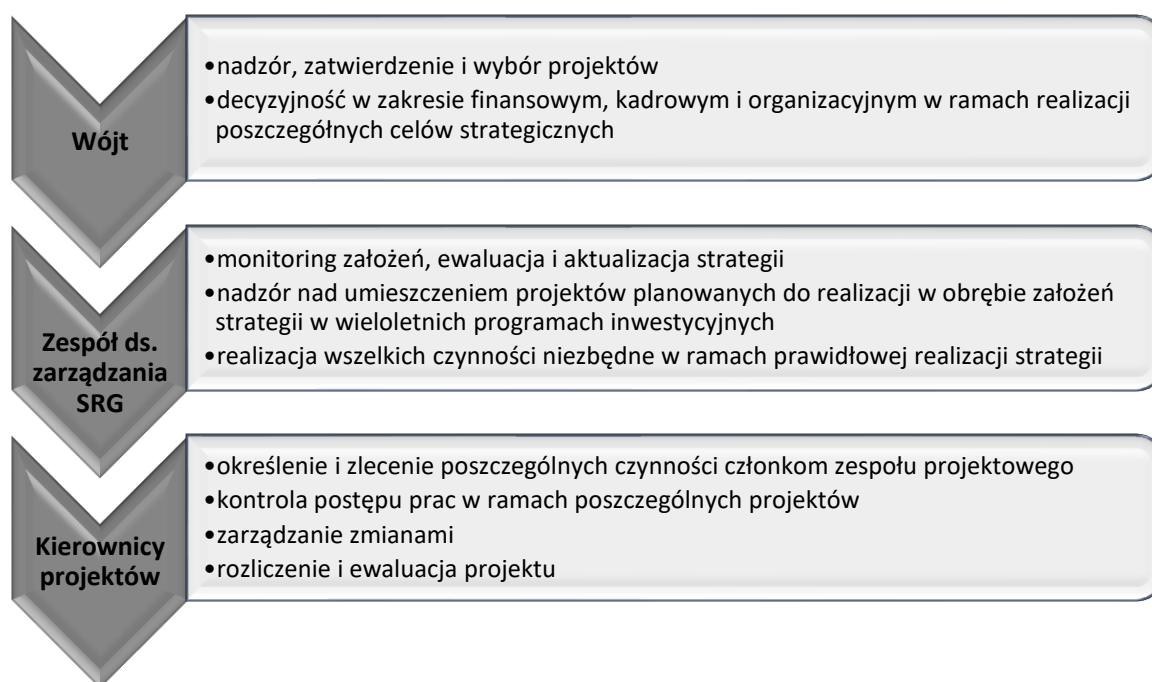 Wójt
•nadzór, zatwierdzenie i wybór projektów
•decyzyjność w zakresie finansowym, kadrowym i organizacyjnym w ramach realizacji
poszczegółnych celów strategicznych
Zespół ds.
zarządzania
SRG
•monitoring założeń, ewaluacja i aktualizacja strategii
•nadzór nad umieszczeniem projektów planowanych do realizacji w obrębie założeń
strategii w wieloletnich programach inwestycyjnych
•realizacja wszelkich czynności niezbędne w ramach prawidłowej realizacji strategii
Kierownicy
projektów
•określenie i zlecenie poszczególnych czynności członkom zespołu projektowego
•kontrola postępu prac w ramach poszczególnych projektów
•zarządzanie zmianami
•rozliczenie i ewaluacja projektu